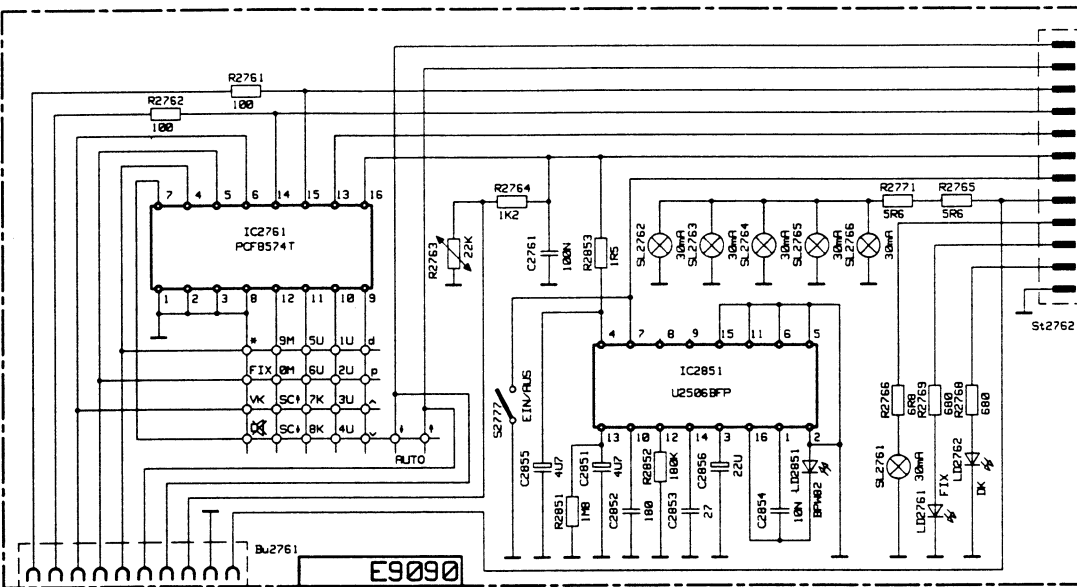 R2761
100
R2762
100
7 4 5 6 14 15 13 16
IC2761
PCF8574T
1 2 3 8 12 11 10 9
R2764
1K2
R2763
22K
C2761
100N
R2853
1R5
R2771
5R6
R2765
5R6
SL2762
30mA
SL2763
30mA
SL2764
30mA
SL2765
30mA
SL2766
30mA
St2762
* 9M 5U 1U d
FIX 0M 6U 2U p
VK SC 7K 3U ^
SC 8K 4U
AUTO
S2777
EIN/AUS
4 7 8 9 15 11 6 5
IC2851
U2506BFP
13 10 12 14 3 16 1 2
C2855
4U7
R2851
1M8
C2851
4U7
C2852
180
R2852
180K
C2853
27
C2856
22U
C2854
10N
LD2851
BPW82
R2766
6R8
R2769
680
R2768
680
SL2761
30mA
LD2761
FIX
LD2762
DK
Bu2761
E9090